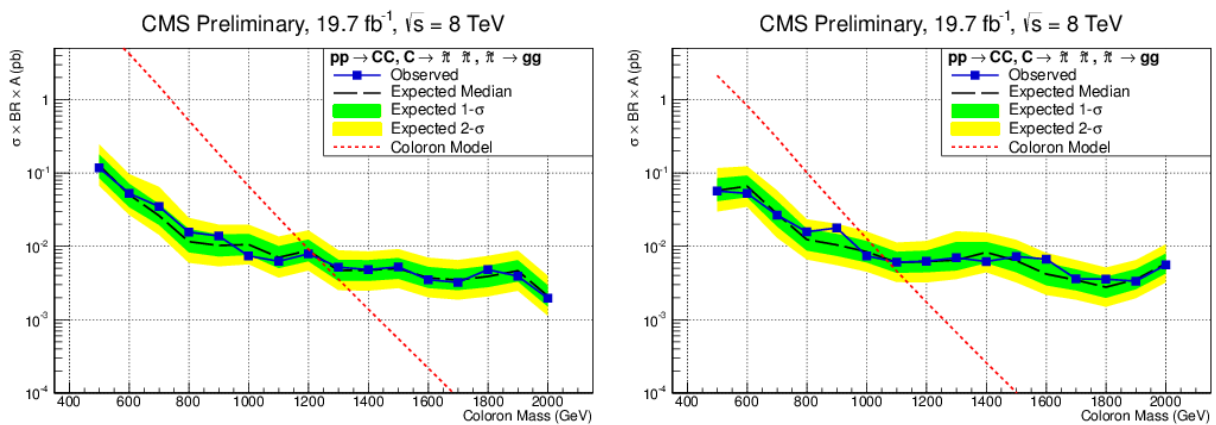 CMS Preliminary, 19.7 fb⁻¹, √s = 8 TeV
pp → CC, C → π̃ π̃, π̃ → gg
Observed
Expected Median
Expected 1-σ
Expected 2-σ
Coloron Model
σ × BR × A (pb)
1
10⁻¹
10⁻²
10⁻³
10⁻⁴
400 600 800 1000 1200 1400 1600 1800 2000
Coloron Mass (GeV)
CMS Preliminary, 19.7 fb⁻¹, √s = 8 TeV
pp → CC, C → π̃ π̃, π̃ → gg
Observed
Expected Median
Expected 1-σ
Expected 2-σ
Coloron Model
σ × BR × A (pb)
1
10⁻¹
10⁻²
10⁻³
10⁻⁴
400 600 800 1000 1200 1400 1600 1800 2000
Coloron Mass (GeV)